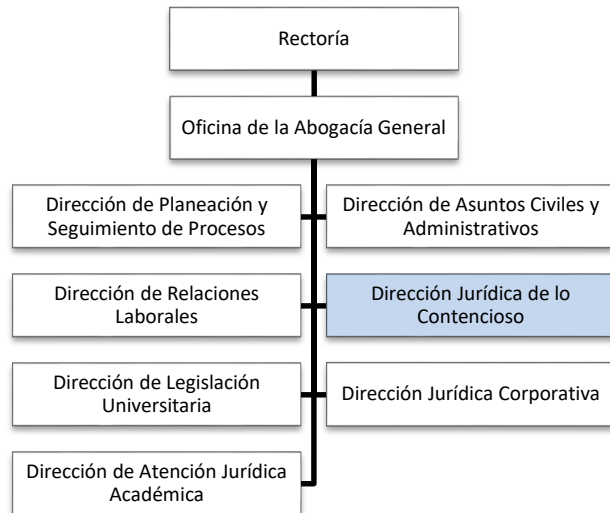 Rectoría
Oficina de la Abogacía General
Dirección de Planeación y
Seguimiento de Procesos
Dirección de Asuntos Civiles y
Administrativos
Dirección de Relaciones
Laborales
Dirección Jurídica de lo
Contencioso
Dirección de Legislación
Universitaria
Dirección Jurídica Corporativa
Dirección de Atención Jurídica
Académica